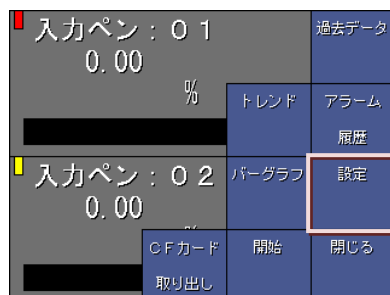 入力ペン:01
0.00
%
過去データ
トレンド
アラーム
履歴
入力ペン:02
0.00
バーグラフ
設定
CFカード
取り出し
開始
閉じる